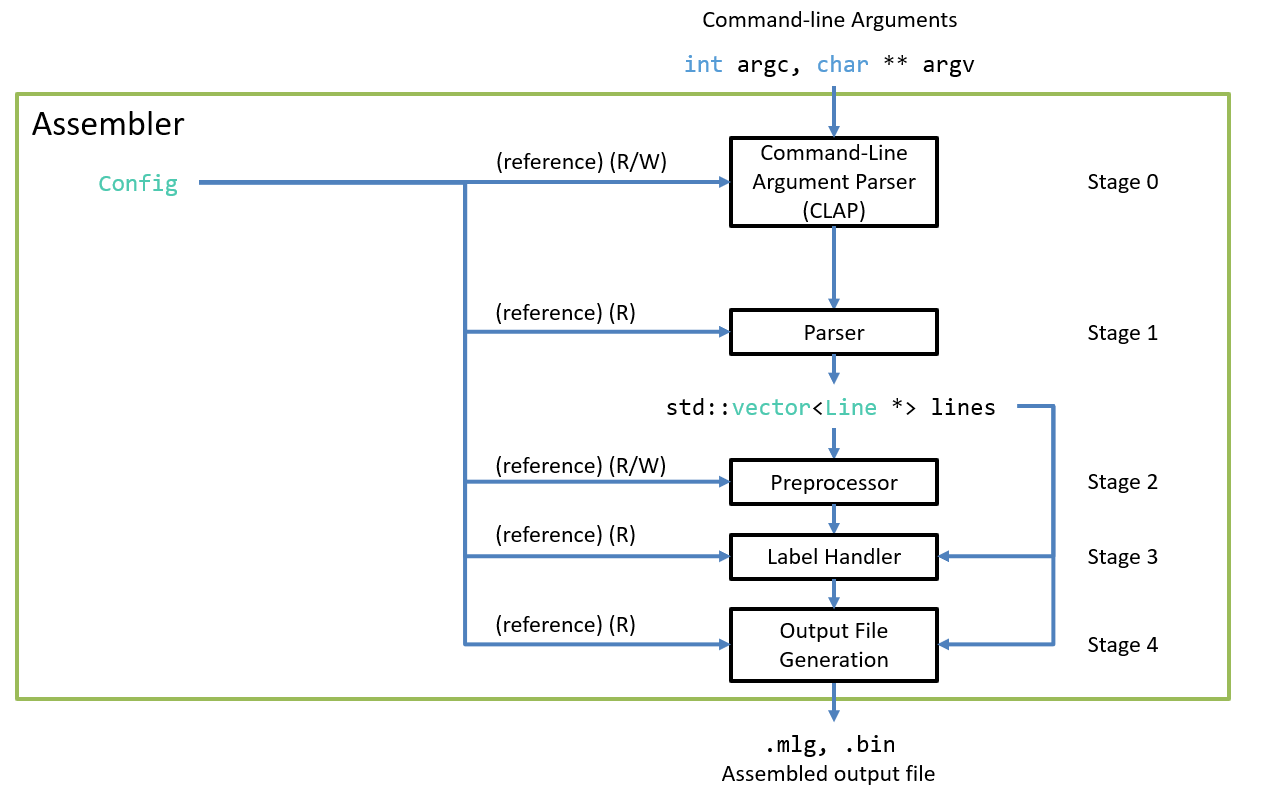 Command-line Arguments
int argc, char ** argv
Assembler
Config
(reference) (R/W)
Command-Line
Argument Parser
(CLAP)
Stage 0
(reference) (R)
Parser
Stage 1
std::vector<Line *> lines
(reference) (R/W)
Preprocessor
Stage 2
(reference) (R)
Label Handler
Stage 3
(reference) (R)
Output File
Generation
Stage 4
.mlg, .bin
Assembled output file